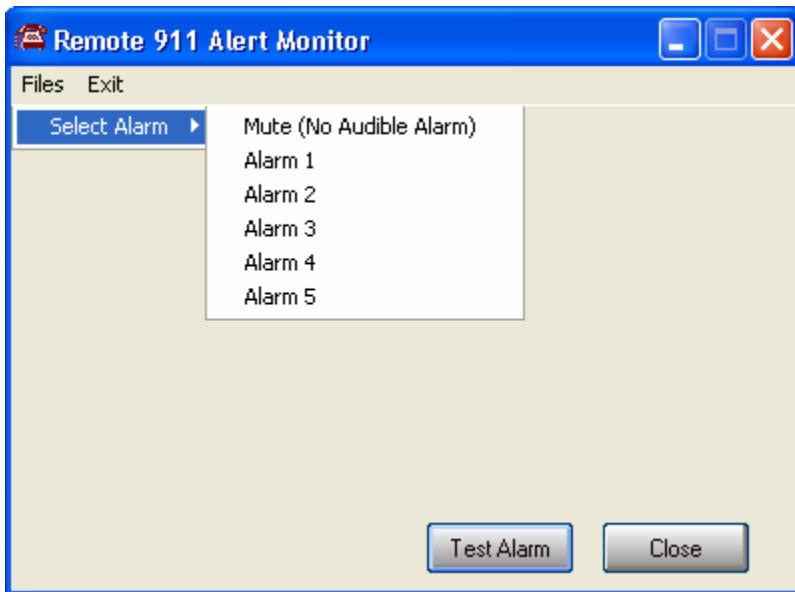 Remote 911 Alert Monitor
Files Exit
Select Alarm
Mute (No Audible Alarm)
Alarm 1
Alarm 2
Alarm 3
Alarm 4
Alarm 5
Test Alarm Close